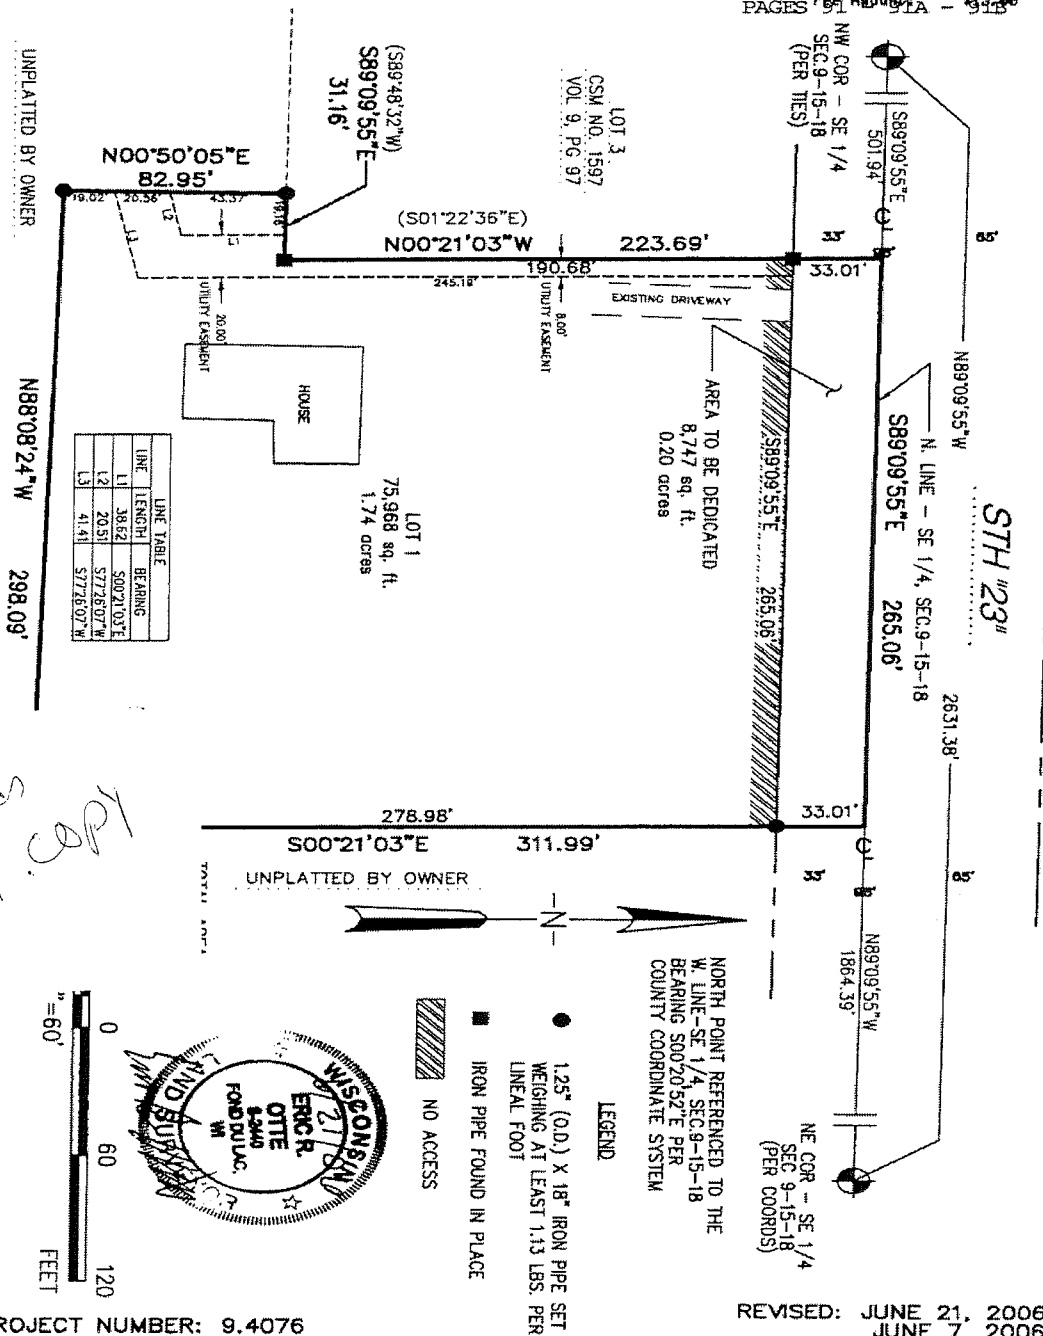 PAGES 91 - 91A - 91B
STH "23"
NW COR - SE 1/4
SEC.9-15-18
(PER TIES)
S89°09'55"E
501.94'
65'
N89°09'55"W
2631.38'
65'
N. LINE - SE 1/4, SEC.9-15-18
S89°09'55"E 265.06'
33'
33.01'
33.01'
33'
N89°09'55"W
1864.39'
NE COR - SE 1/4
SEC 9-15-18
(PER COORDS)
LOT 3
CSM NO. 1597
VOL 9, PG 97
(S89°48'32"W)
S89°09'55"E
31.16'
UNPLATTED BY OWNER
N00°50'05"E
82.95'
19.02'
20.56'
43.37'
19.16'
L1
L2
L3
(S01°22'36"E)
N00°21'03"W 223.69'
190.68'
245.19'
EXISTING DRIVEWAY
8.00'
UTILITY EASEMENT
20.00'
UTILITY EASEMENT
AREA TO BE DEDICATED
8,747 sq. ft.
0.20 acres
S89°09'55"E 265.06'
HOUSE
LOT 1
75,968 sq. ft.
1.74 acres
LINE TABLE
LINE LENGTH BEARING
L1 38.62 S00°21'03"E
L2 20.51 S77°26'07"W
L3 41.41 S77°26'07"W
N88°08'24"W 298.09'
278.98'
S00°21'03"E 311.99'
UNPLATTED BY OWNER
N
NORTH POINT REFERENCED TO THE
W. LINE-SE 1/4, SEC.9-15-18
BEARING S00°20'52"E PER
COUNTY COORDINATE SYSTEM
LEGEND
1.25" (O.D.) X 18" IRON PIPE SET
WEIGHING AT LEAST 1.13 LBS. PER
LINEAL FOOT
IRON PIPE FOUND IN PLACE
NO ACCESS
WISCONSIN
ERIC R.
OTTE
S-2440
FOND DU LAC,
WI
LAND SURVEYOR
"=60'
0 60 120
FEET
ROJECT NUMBER: 9.4076
REVISED: JUNE 21, 2006
JUNE 7, 2006